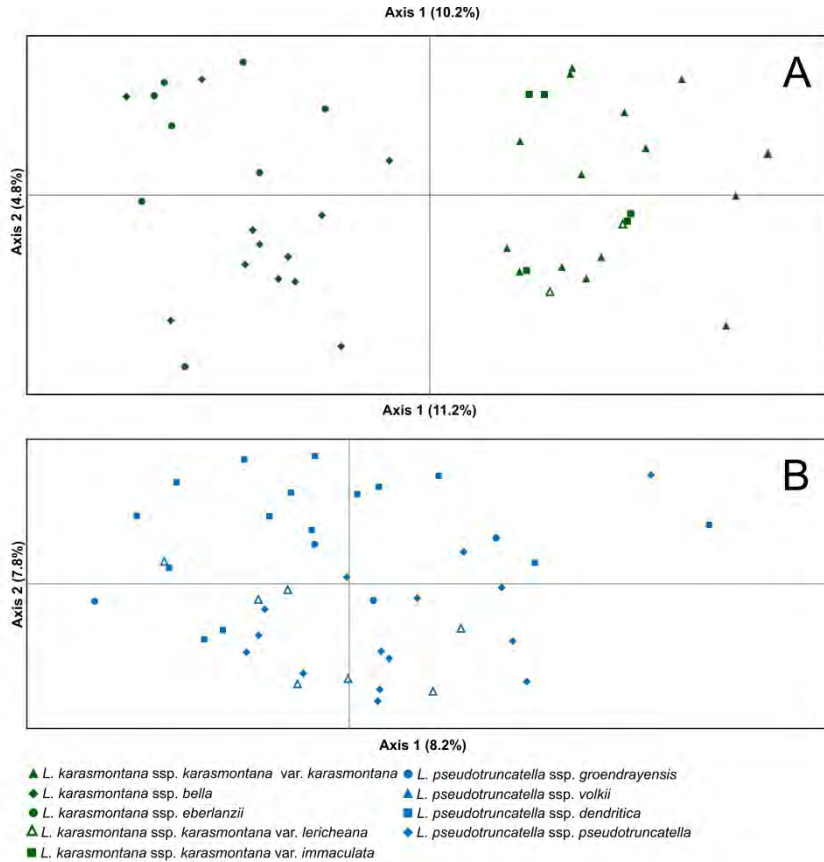 Axis 1 (10.2%)
A
Axis 2 (4.8%)
Axis 1 (11.2%)
B
Axis 2 (7.8%)
Axis 1 (8.2%)
L. karasmontana ssp. karasmontana var. karasmontana
L. karasmontana ssp. bella
L. karasmontana ssp. eberlanzii
L. karasmontana ssp. karasmontana var. lericheana
L. karasmontana ssp. karasmontana var. immaculata
L. pseudotruncatella ssp. groendrayensis
L. pseudotruncatella ssp. volkii
L. pseudotruncatella ssp. dendritica
L. pseudotruncatella ssp. pseudotruncatella